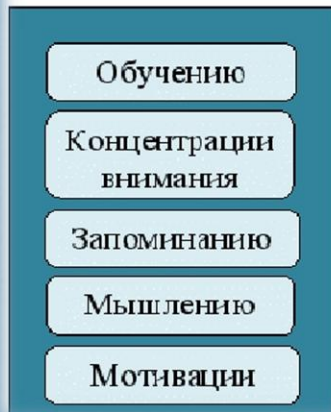 Обучению
Концентрации
внимания
Запоминанию
Мышлению
Мотивации